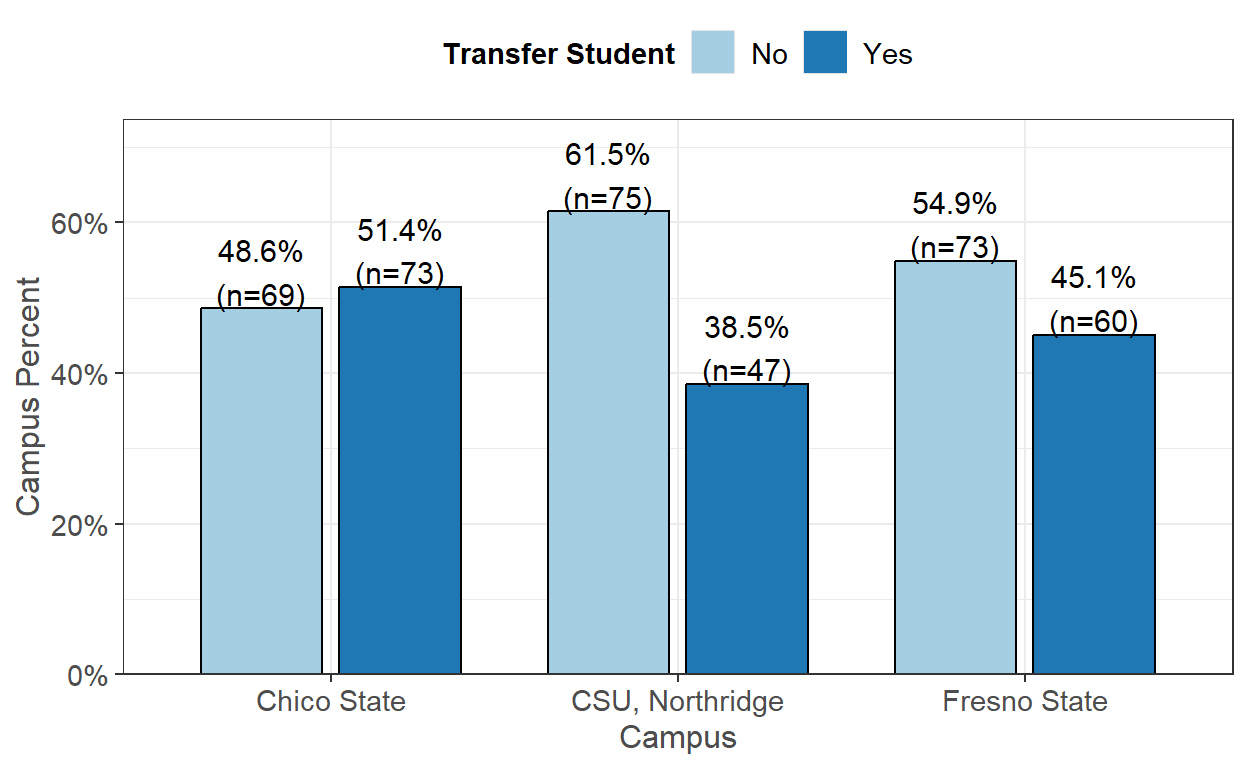 Transfer Student No Yes
61.5%
(n=75)
54.9%
(n=73)
48.6%
(n=69)
51.4%
(n=73)
38.5%
(n=47)
45.1%
(n=60)
60%
40%
20%
0%
Campus Percent
Chico State CSU, Northridge Fresno State
Campus